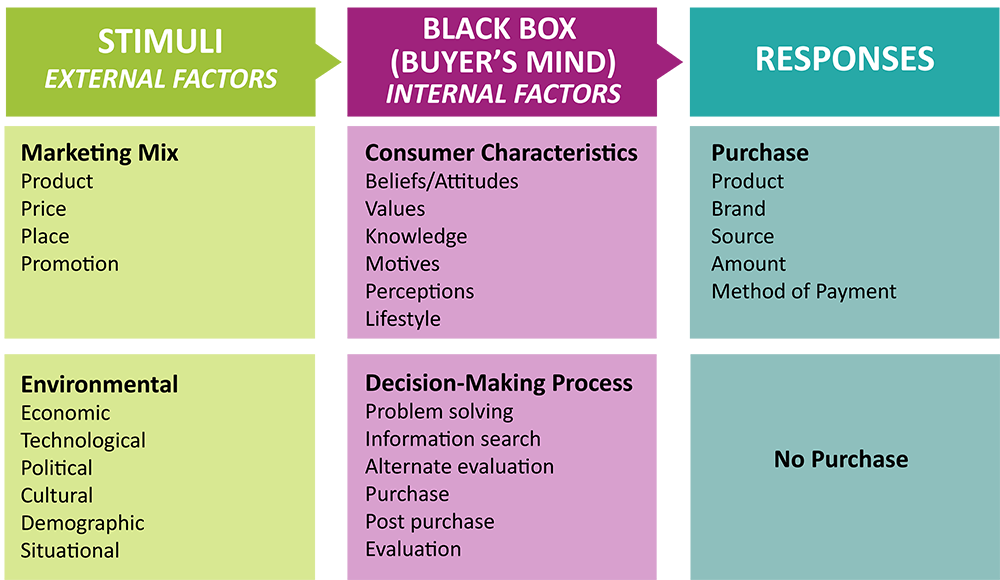 STIMULI
EXTERNAL FACTORS
BLACK BOX
(BUYER'S MIND)
INTERNAL FACTORS
RESPONSES
Marketing Mix
Product
Price
Place
Promotion
Consumer Characteristics
Beliefs/Attitudes
Values
Knowledge
Motives
Perceptions
Lifestyle
Purchase
Product
Brand
Source
Amount
Method of Payment
Environmental
Economic
Technological
Political
Cultural
Demographic
Situational
Decision-Making Process
Problem solving
Information search
Alternate evaluation
Purchase
Post purchase
Evaluation
No Purchase